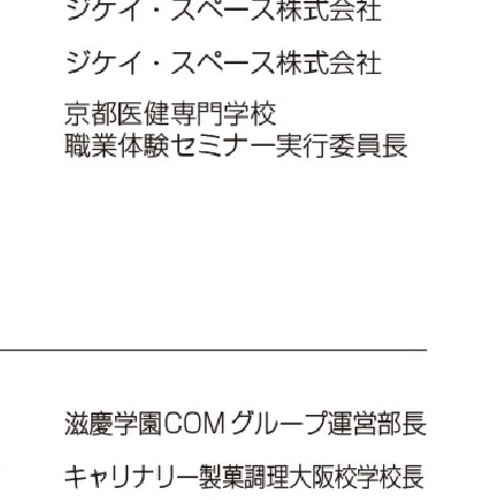 ジケイ・スペース株式会社
ジケイ・スペース株式会社
京都医健専門学校
職業体験セミナー実行委員長
滋慶学園COMグループ運営部長
キャリナリー製菓調理大阪校学校長